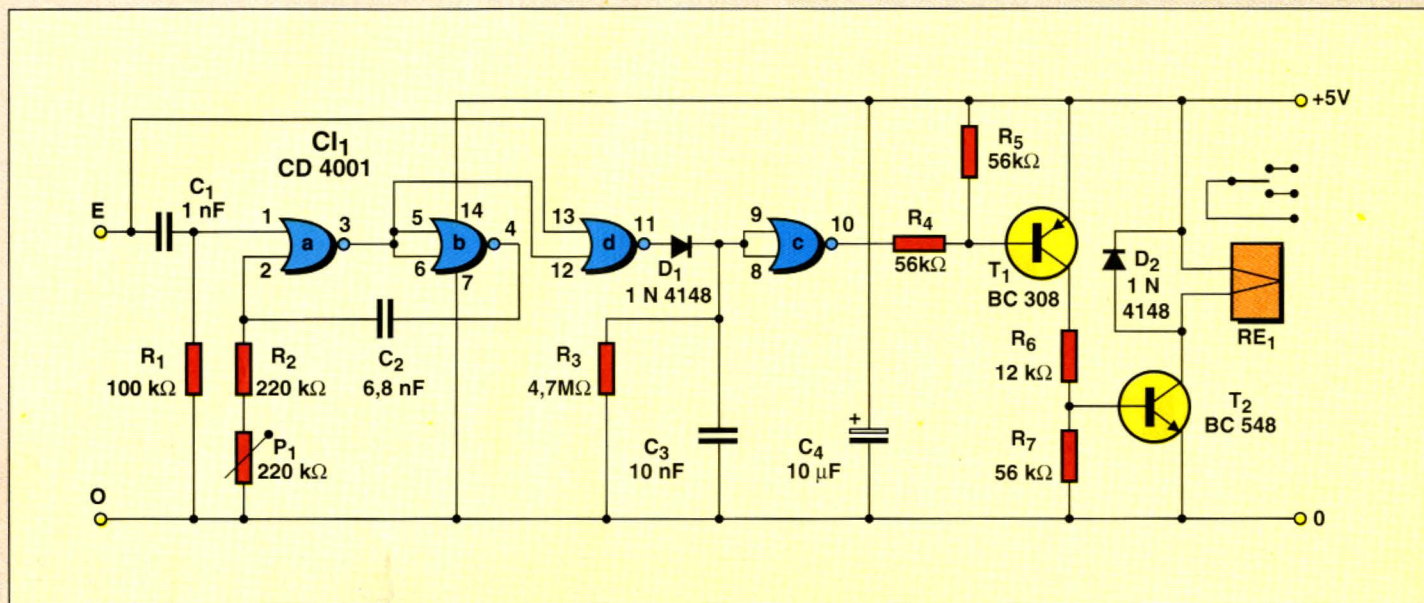 +5V
CI1
CD 4001
R5
56kΩ
C1
1 nF
E
1
2
a
3
5
6
14
b
4
7
13
12
d
11
D1
1 N 4148
9
8
c
10
R4
56kΩ
T1
BC 308
D2
1 N
4148
RE1
R1
100 kΩ
R2
220 kΩ
C2
6,8 nF
R3
4,7MΩ
R6
12 kΩ
T2
BC 548
P1
220 kΩ
C3
10 nF
+
C4
10 µF
R7
56 kΩ
O
0